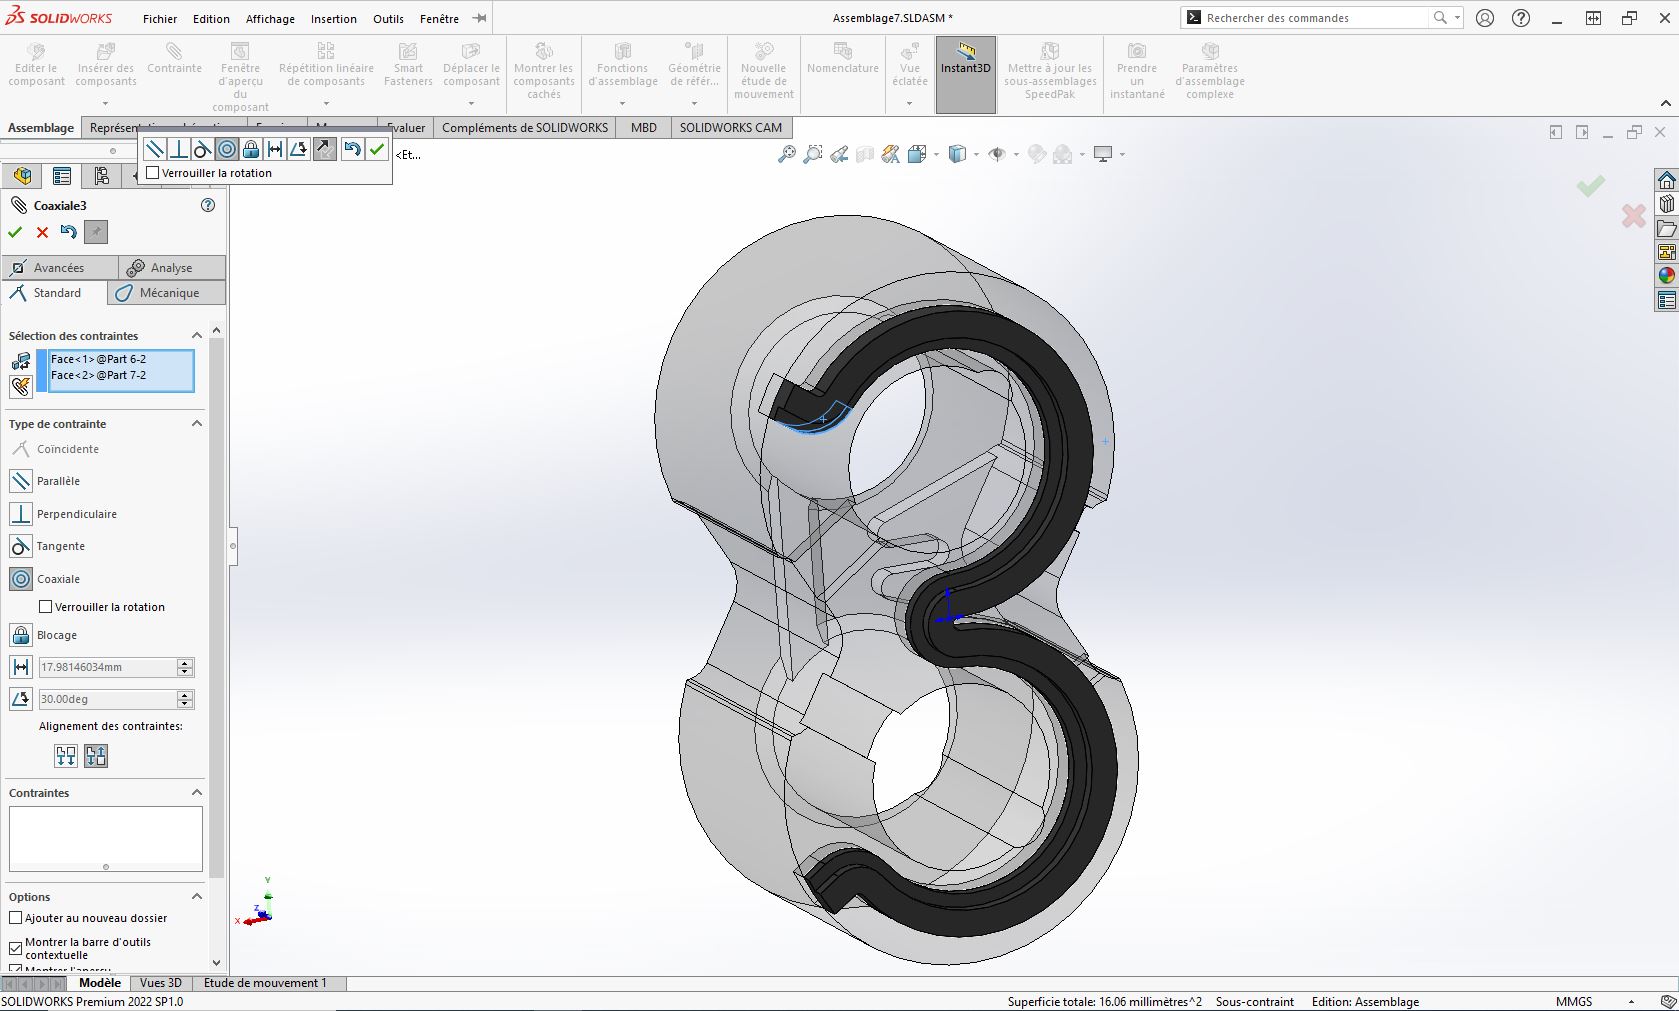 SOLIDWORKS
Fichier Edition Affichage Insertion Outils Fenêtre
Assemblage7.SLDASM *
Rechercher des commandes
Editer le composant
Insérer des composants
Contrainte
Fenêtre d'aperçu du composant
Répétition linéaire de composants
Smart Fasteners
Déplacer le composant
Montrer les composants cachés
Fonctions d'assemblage
Géométrie de référ...
Nouvelle étude de mouvement
Nomenclature
Vue éclatée
Instant3D
Mettre à jour les sous-assemblages SpeedPak
Prendre un instantané
Paramètres d'assemblage complexe
Assemblage
Evaluer
Compléments de SOLIDWORKS
MBD
SOLIDWORKS CAM
<Et...
Verrouiller la rotation
Coaxiale3
Avancées
Analyse
Standard
Mécanique
Sélection des contraintes
Face<1>@Part 6-2
Face<2>@Part 7-2
Type de contrainte
Coïncidente
Parallèle
Perpendiculaire
Tangente
Coaxiale
Verrouiller la rotation
Blocage
17.98146034mm
30.00deg
Alignement des contraintes:
Contraintes
Options
Ajouter au nouveau dossier
Montrer la barre d'outils
contextuelle
Y
Z
X
Modèle
Vues 3D
Etude de mouvement 1
SOLIDWORKS Premium 2022 SP1.0
Superficie totale: 16.06 millimètres^2
Sous-contraint
Edition: Assemblage
MMGS